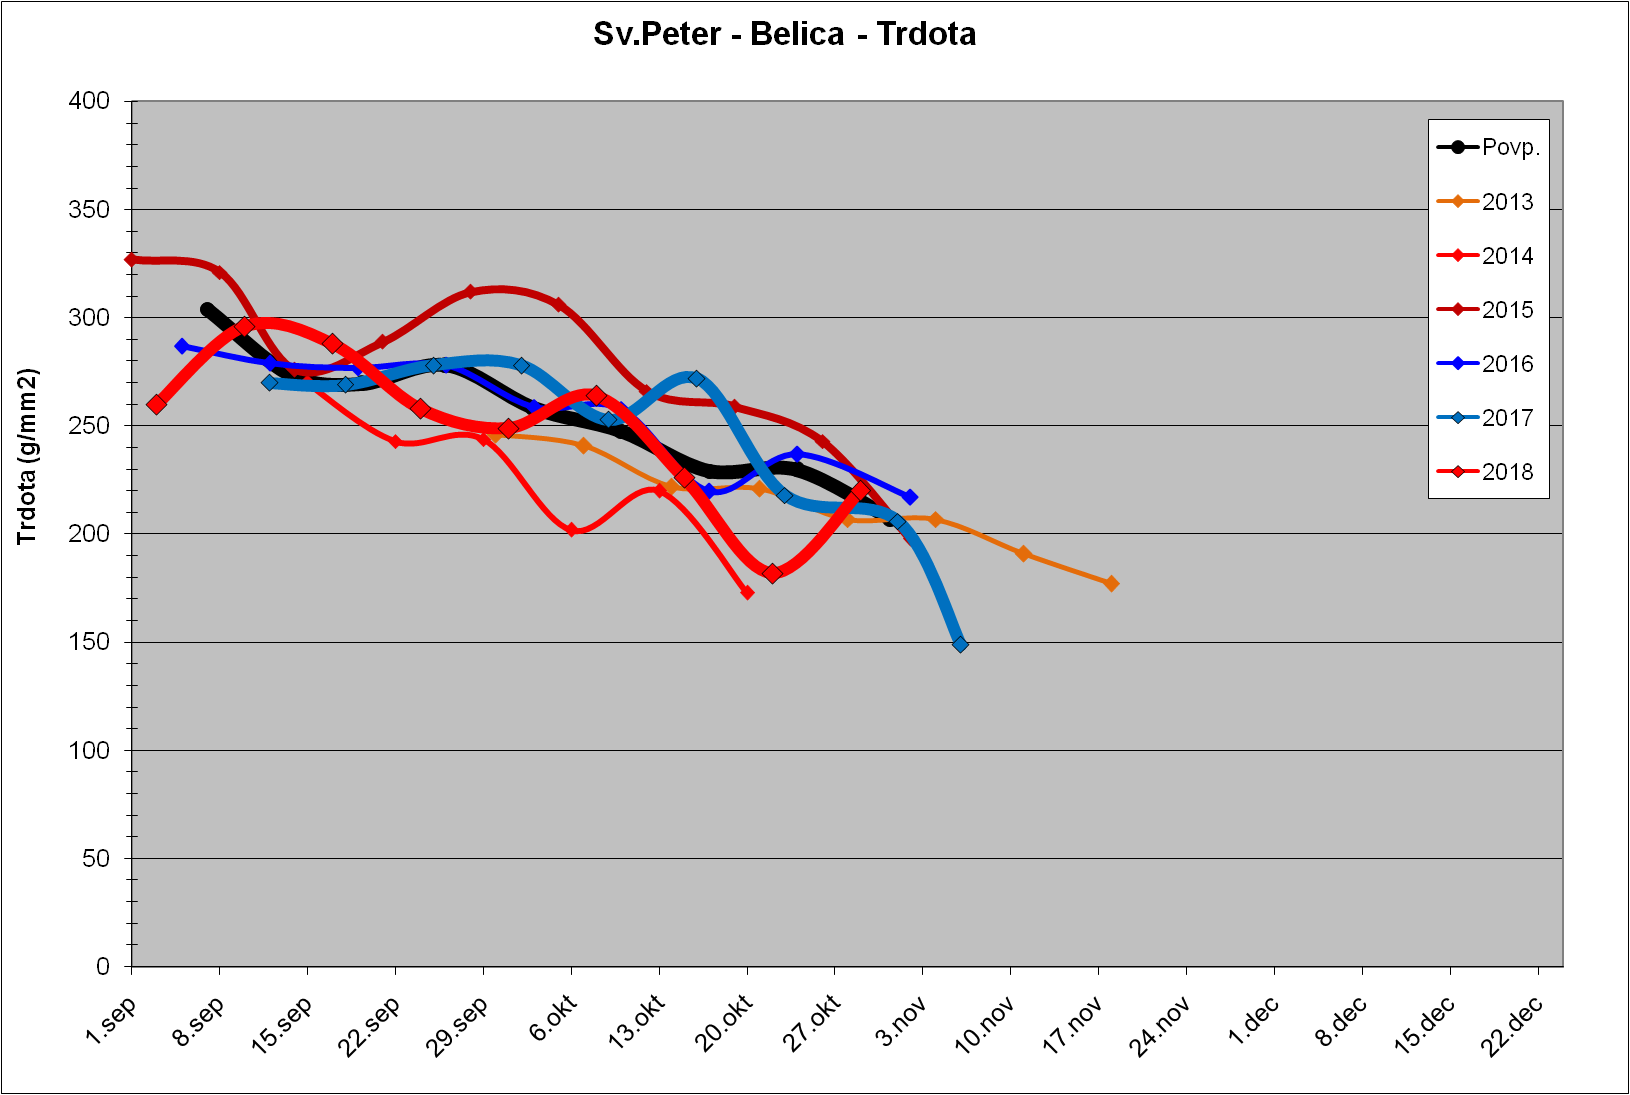 Sv.Peter - Belica - Trdota
Trdota (g/mm2)
400
350
300
250
200
150
100
50
0
1.sep
8.sep
15.sep
22.sep
29.sep
6.okt
13.okt
20.okt
27.okt
3.nov
10.nov
17.nov
24.nov
1.dec
8.dec
15.dec
22.dec
Povp.
2013
2014
2015
2016
2017
2018